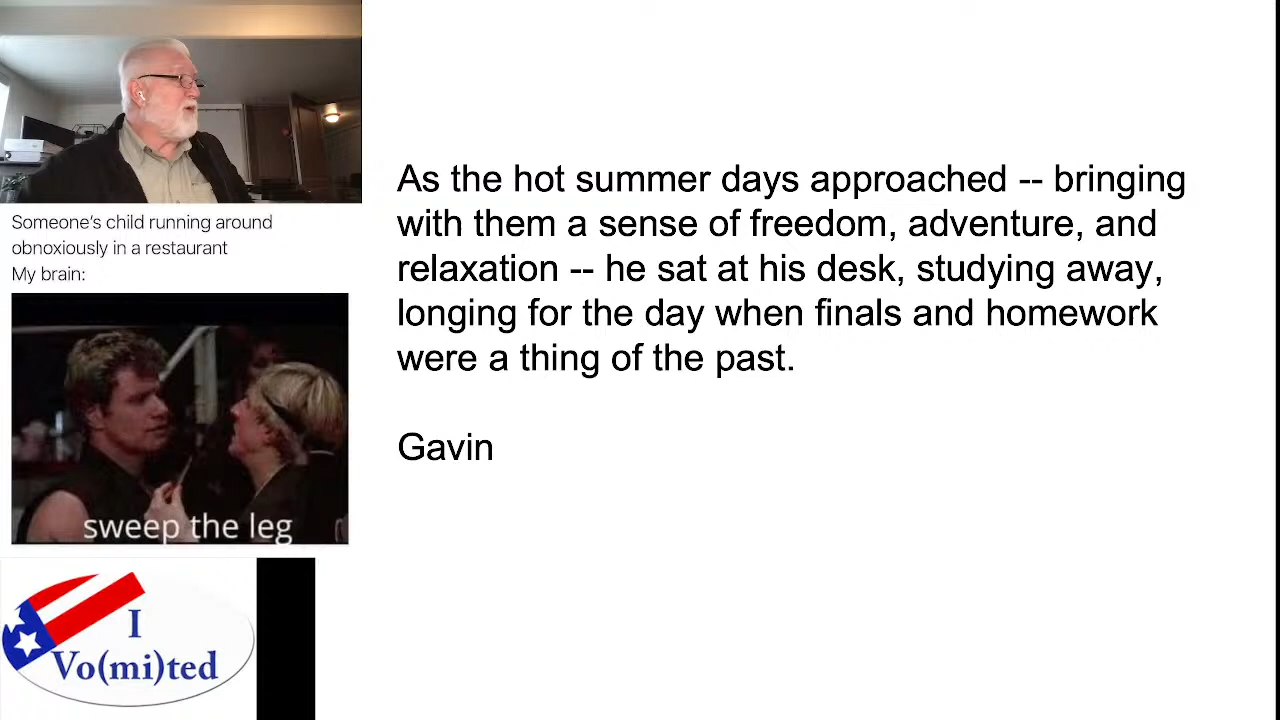 Someone's child running around
obnoxiously in a restaurant
My brain:
sweep the leg
I
Vo(mi)ted
As the hot summer days approached -- bringing
with them a sense of freedom, adventure, and
relaxation -- he sat at his desk, studying away,
longing for the day when finals and homework
were a thing of the past.
Gavin